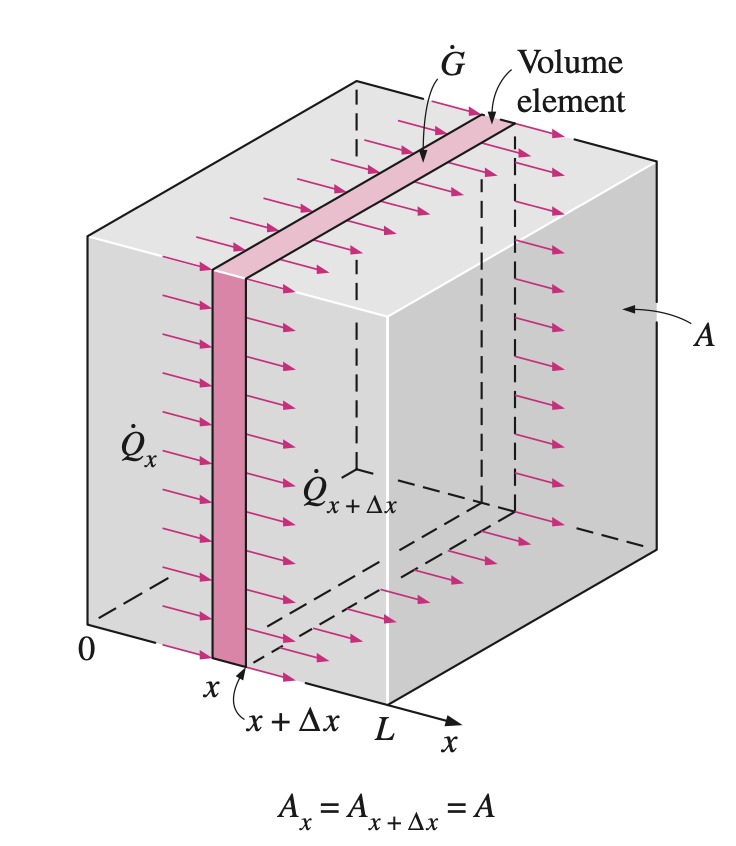 Ġ
Volume
element
A
Q̇ₓ
Q̇ₓ ₊ Δₓ
0
x
x + Δx
L
x
Aₓ = Aₓ ₊ Δₓ = A